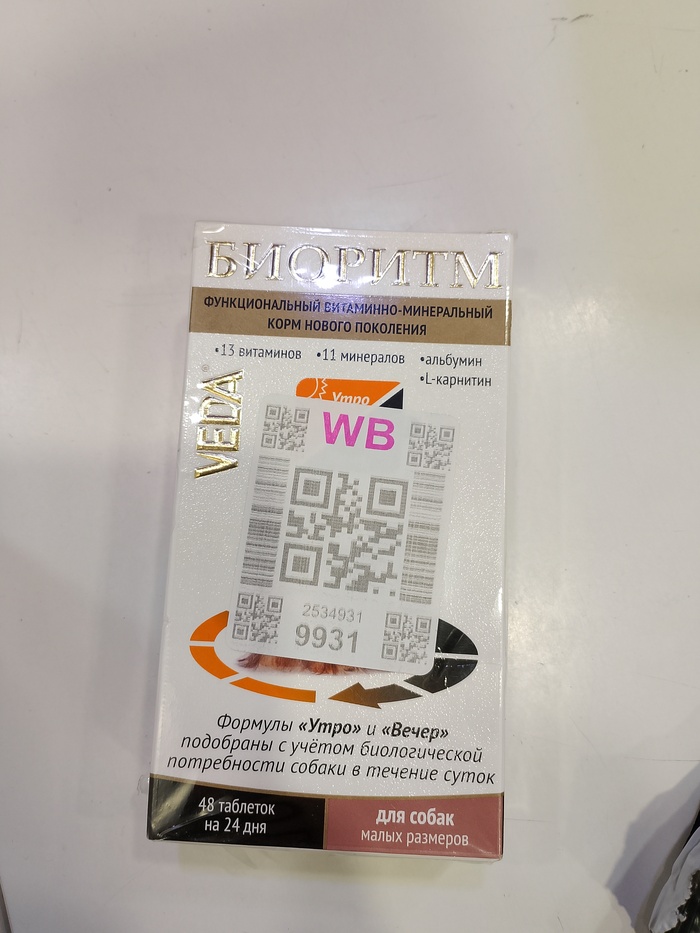 БИОРИТМ
ФУНКЦИОНАЛЬНЫЙ ВИТАМИННО-МИНЕРАЛЬНЫЙ
КОРМ НОВОГО ПОКОЛЕНИЯ
•13 витаминов •11 минералов •альбумин
•L-карнитин
VEDA®
Утро
WB
2534931
9931
Формулы «Утро» и «Вечер»
подобраны с учётом биологической
потребности собаки в течение суток
48 таблеток
на 24 дня
для собак
малых размеров